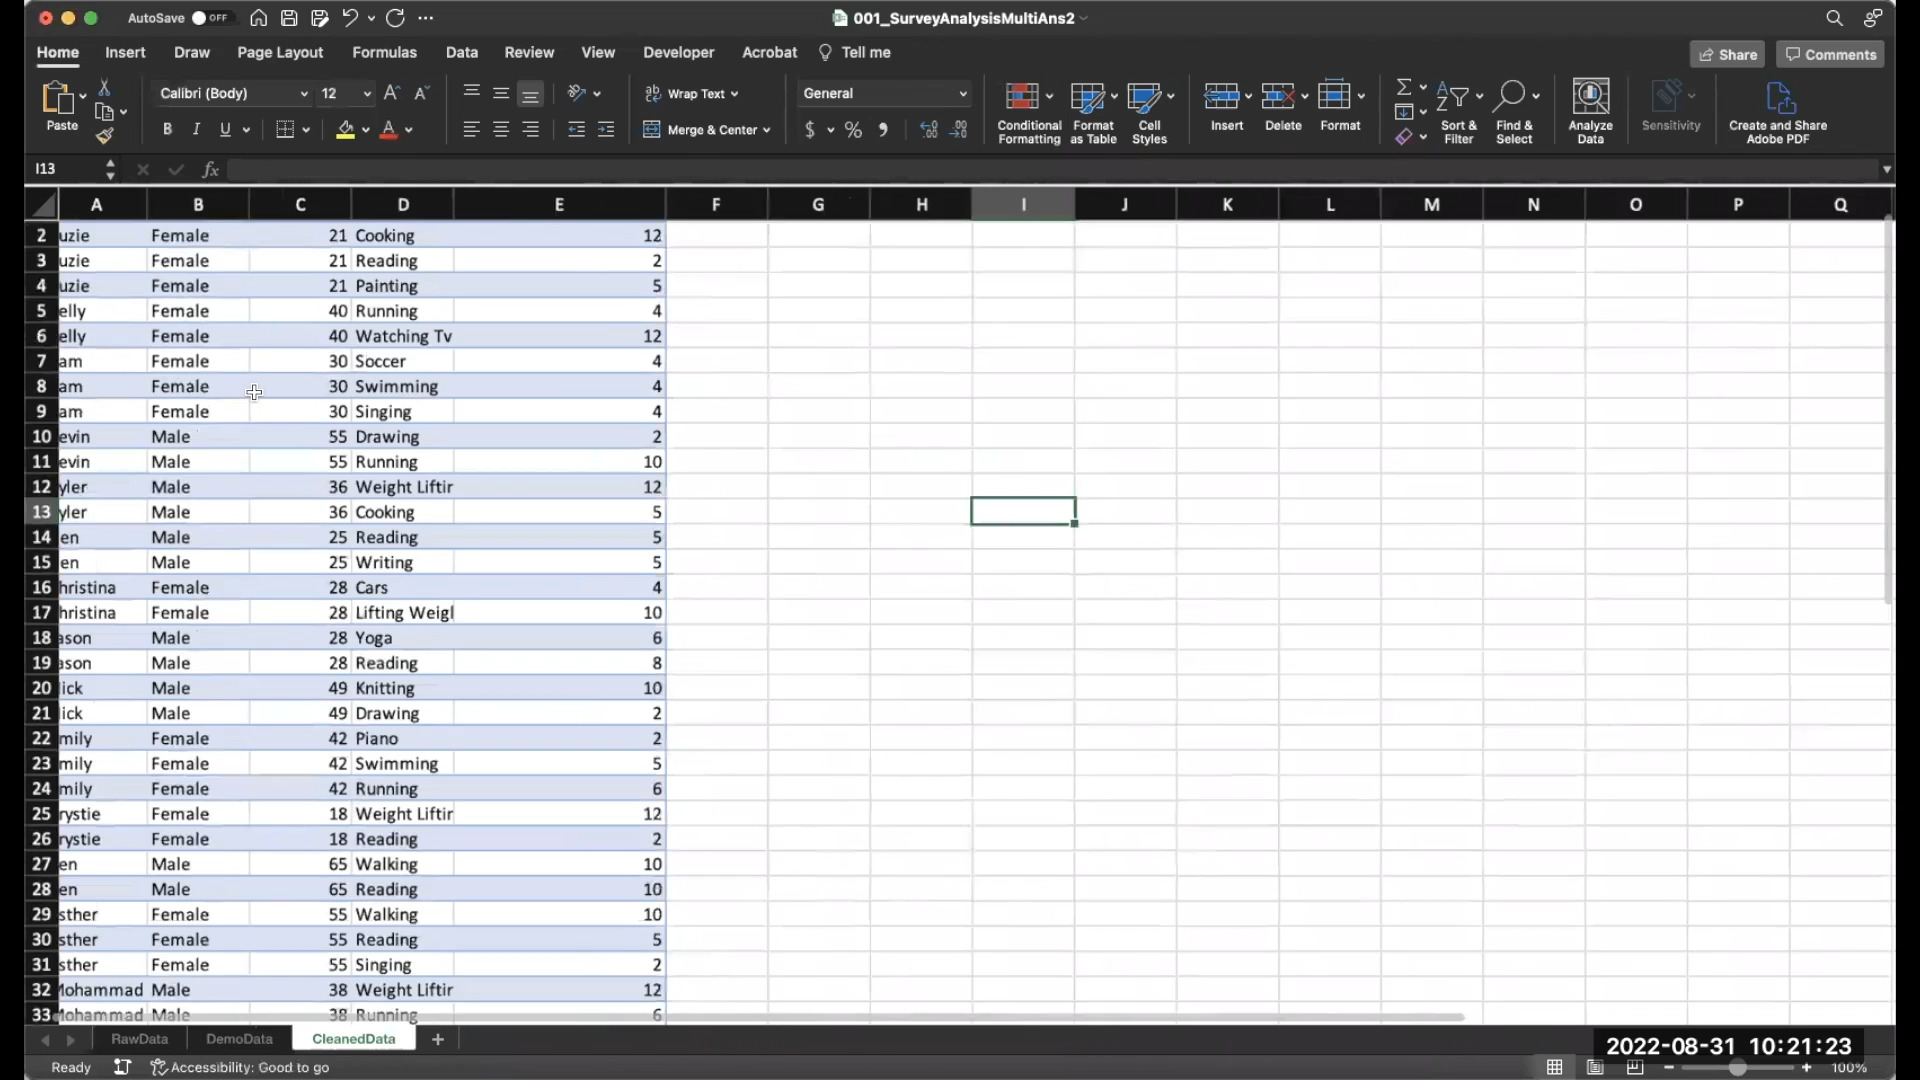 AutoSave OFF 001_SurveyAnalysisMultiAns2
Home Insert Draw Page Layout Formulas Data Review View Developer Acrobat Tell me Share Comments
Paste Calibri (Body) 12 Wrap Text General Conditional Formatting Format as Table Cell Styles Insert Delete Format Sort & Filter Find & Select Analyze Data Sensitivity Create and Share Adobe PDF
B I U Merge & Center $ %
I13 fx
A B C D E F G H I J K L M N O P Q
2 uzie Female 21 Cooking 12
3 uzie Female 21 Reading 2
4 uzie Female 21 Painting 5
5 elly Female 40 Running 4
6 elly Female 40 Watching Tv 12
7 am Female 30 Soccer 4
8 am Female 30 Swimming 4
9 am Female 30 Singing 4
10 evin Male 55 Drawing 2
11 evin Male 55 Running 10
12 yler Male 36 Weight Liftir 12
13 yler Male 36 Cooking 5
14 en Male 25 Reading 5
15 en Male 25 Writing 5
16 hristina Female 28 Cars 4
17 hristina Female 28 Lifting Weigl 10
18 ason Male 28 Yoga 6
19 ason Male 28 Reading 8
20 ick Male 49 Knitting 10
21 ick Male 49 Drawing 2
22 mily Female 42 Piano 2
23 mily Female 42 Swimming 5
24 mily Female 42 Running 6
25 rystie Female 18 Weight Liftir 12
26 rystie Female 18 Reading 2
27 en Male 65 Walking 10
28 en Male 65 Reading 10
29 sther Female 55 Walking 10
30 sther Female 55 Reading 5
31 sther Female 55 Singing 2
32 Mohammad Male 38 Weight Liftir 12
33 Mohammad Male 38 Running 6
RawData DemoData CleanedData +
2022-08-31 10:21:23
Ready Accessibility: Good to go 100%